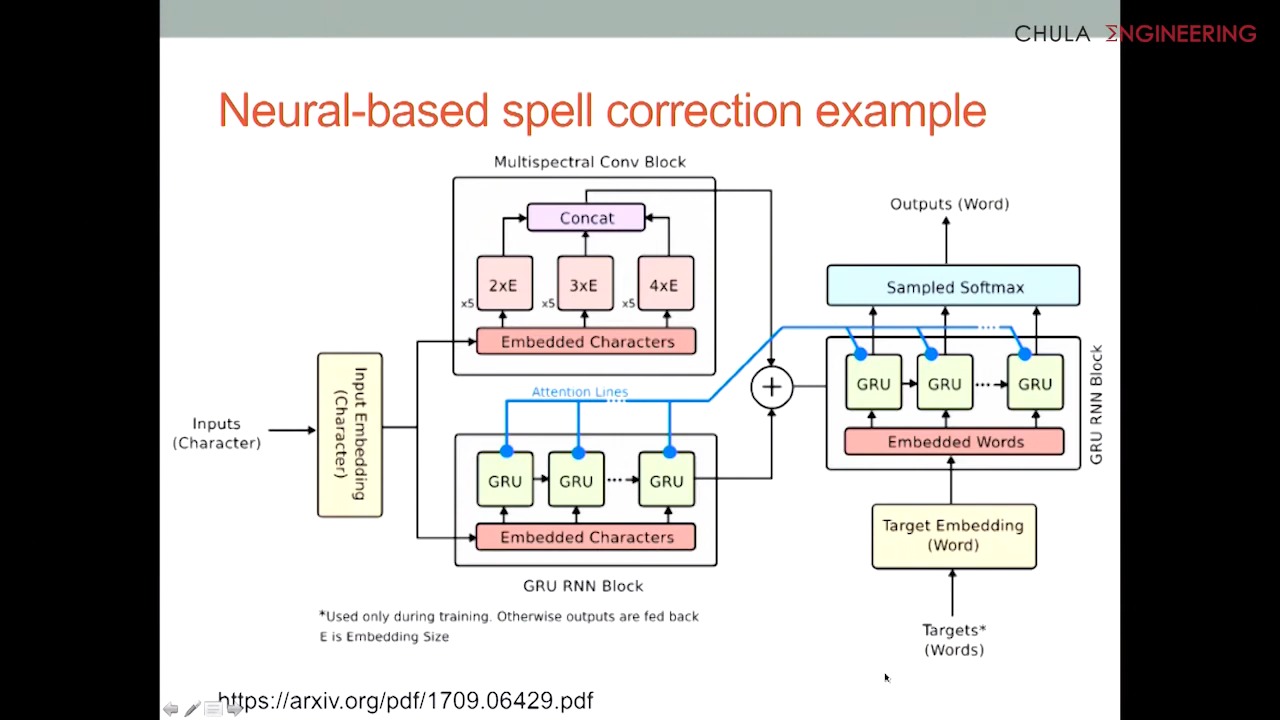 CHULA ΣNGINEERING
Neural-based spell correction example
Multispectral Conv Block
Concat
2xE
3xE
4xE
x5
x5
x5
Embedded Characters
Inputs
(Character)
Input Embedding
(Character)
Attention Lines
GRU
GRU
GRU
Embedded Characters
GRU RNN Block
+
Outputs (Word)
Sampled Softmax
GRU
GRU
GRU
Embedded Words
GRU RNN Block
Target Embedding
(Word)
Targets*
(Words)
*Used only during training. Otherwise outputs are fed back
E is Embedding Size
https://arxiv.org/pdf/1709.06429.pdf